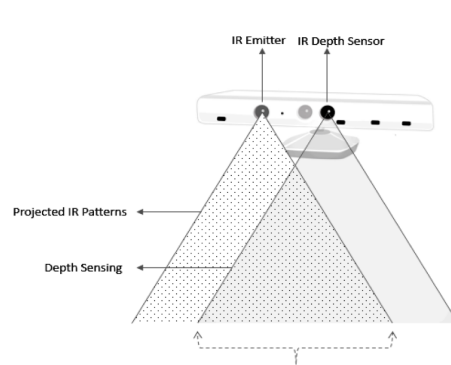 IR Emitter
IR Depth Sensor
Projected IR Patterns
Depth Sensing